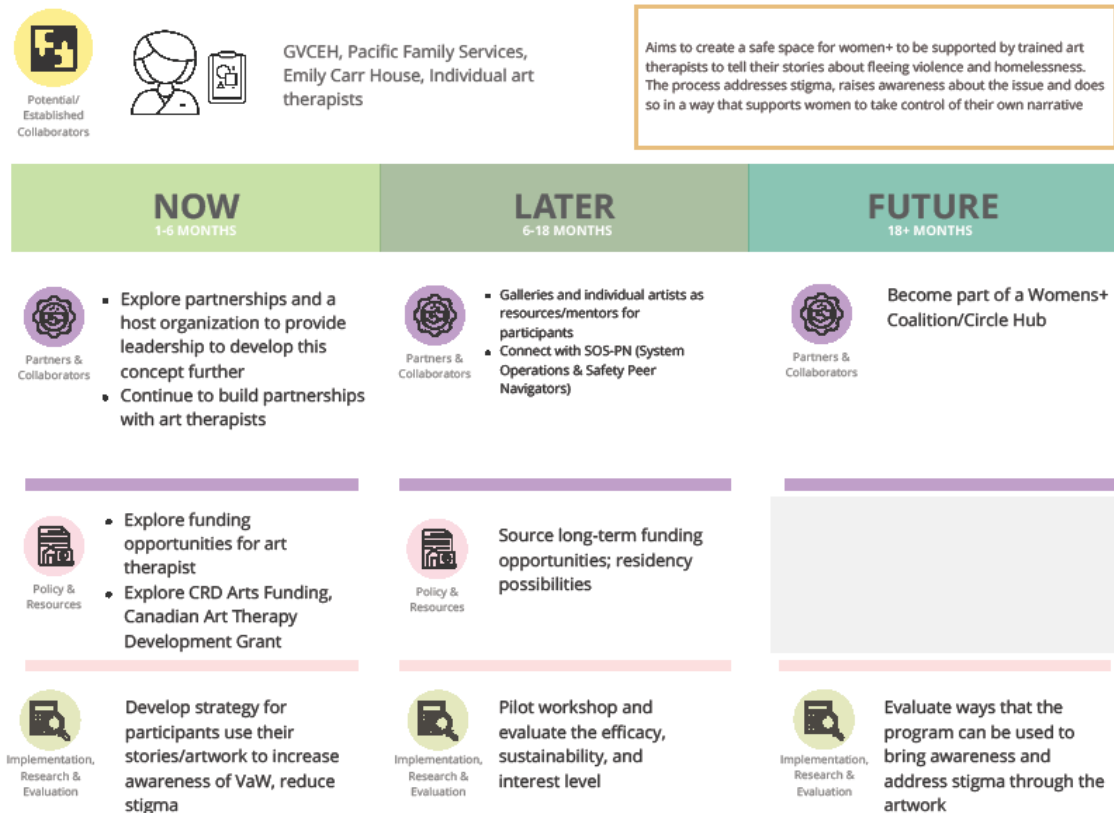 Potential/
Established
Collaborators
GVCEH, Pacific Family Services,
Emily Carr House, Individual art
therapists
Aims to create a safe space for women+ to be supported by trained art
therapists to tell their stories about fleeing violence and homelessness.
The process addresses stigma, raises awareness about the issue and does
so in a way that supports women to take control of their own narrative
NOW
1-6 MONTHS
LATER
6-18 MONTHS
FUTURE
18+ MONTHS
Partners &
Collaborators
▪ Explore partnerships and a
host organization to provide
leadership to develop this
concept further
• Continue to build partnerships
with art therapists
Partners &
Collaborators
▪ Galleries and individual artists as
resources/mentors for
participants
• Connect with SOS-PN (System
Operations & Safety Peer
Navigators)
Partners &
Collaborators
Become part of a Womens+
Coalition/Circle Hub
Policy &
Resources
• Explore funding
opportunities for art
therapist
• Explore CRD Arts Funding,
Canadian Art Therapy
Development Grant
Policy &
Resources
Source long-term funding
opportunities; residency
possibilities
Implementation,
Research &
Evaluation
Develop strategy for
participants use their
stories/artwork to increase
awareness of VaW, reduce
stigma
Implementation,
Research &
Evaluation
Pilot workshop and
evaluate the efficacy,
sustainability, and
interest level
Implementation,
Research &
Evaluation
Evaluate ways that the
program can be used to
bring awareness and
address stigma through the
artwork